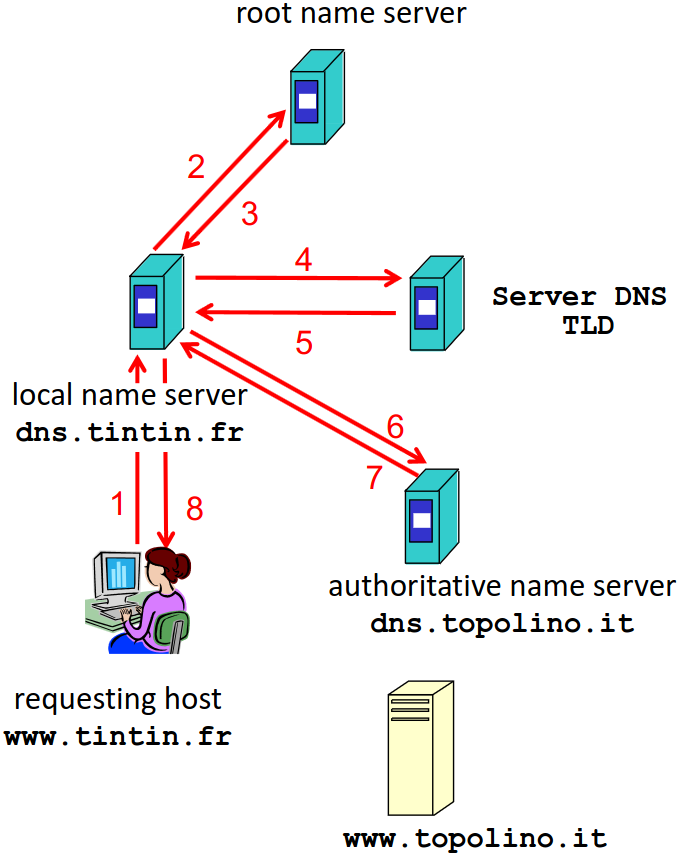 root name server
2
3
4
Server DNS
TLD
5
local name server
dns.tintin.fr
6
7
1
8
authoritative name server
dns.topolino.it
requesting host
www.tintin.fr
www.topolino.it